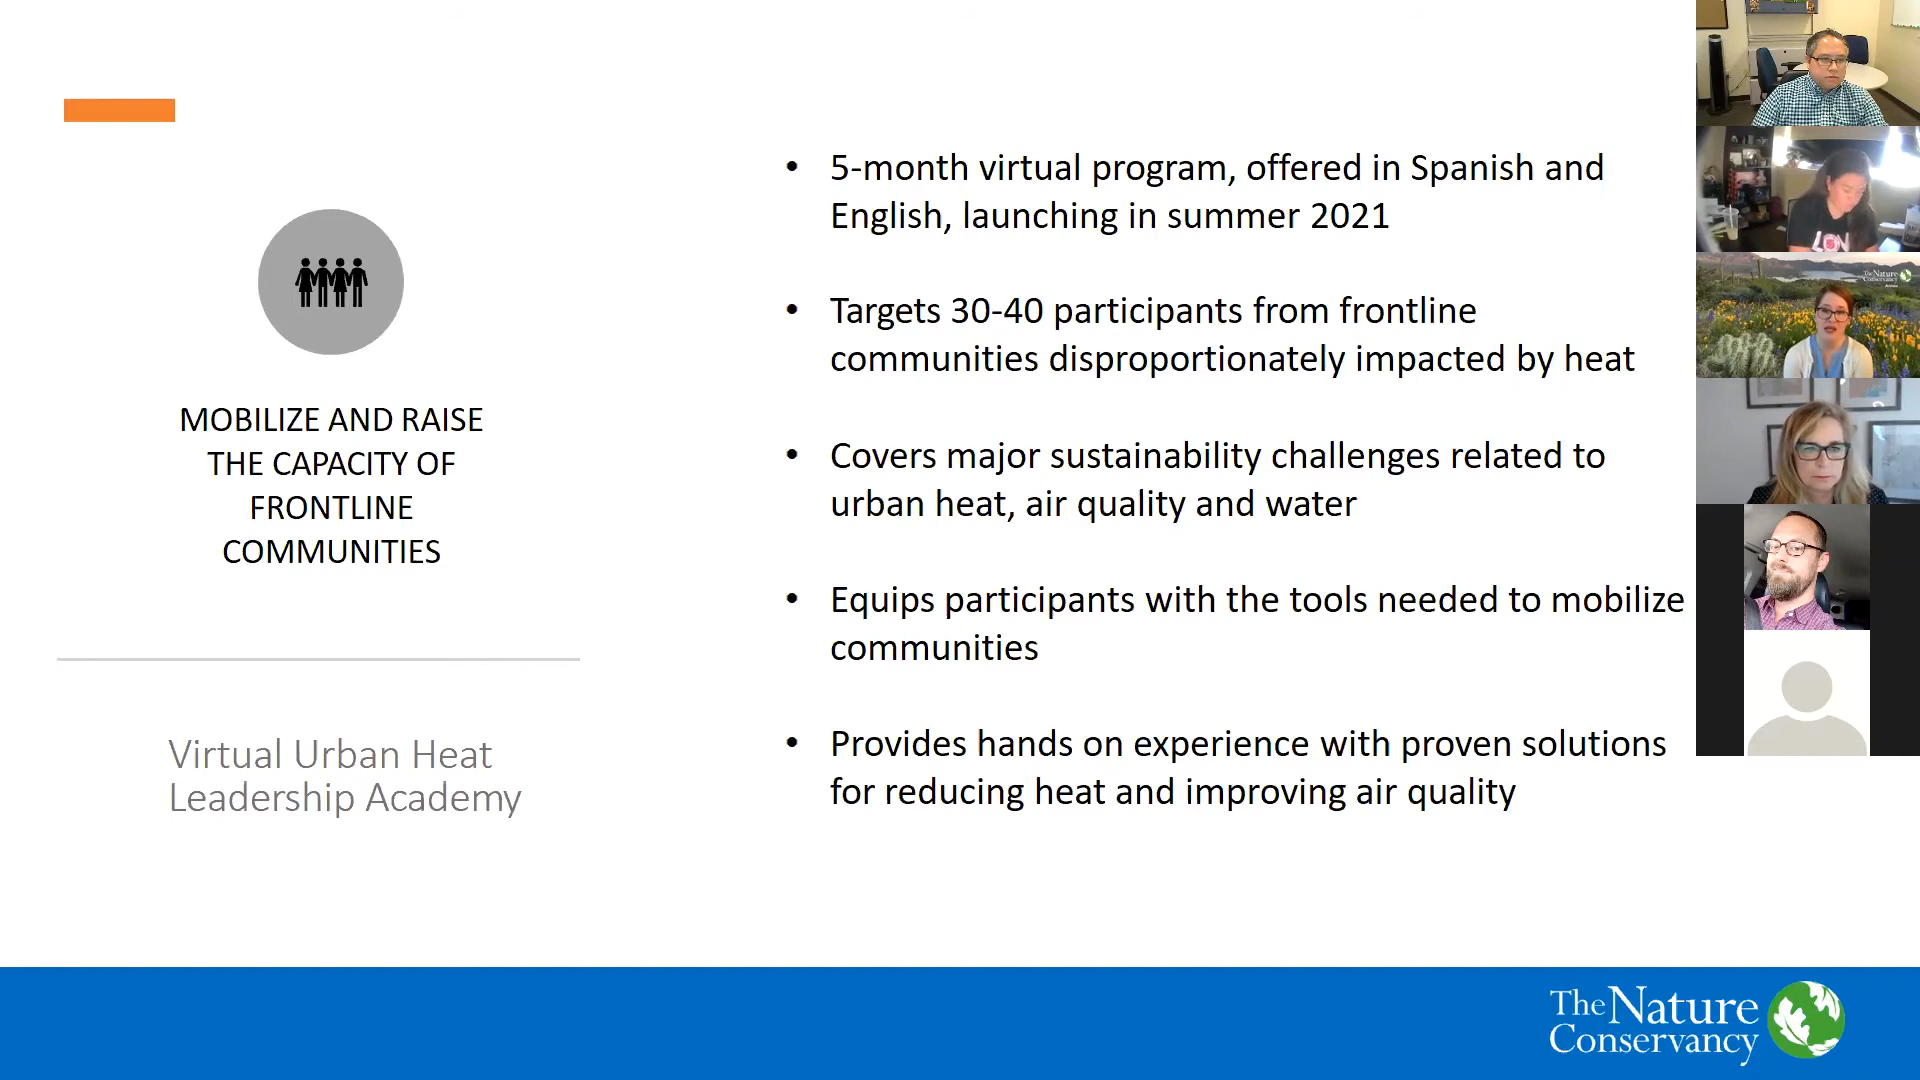 MOBILIZE AND RAISE
THE CAPACITY OF
FRONTLINE
COMMUNITIES
Virtual Urban Heat
Leadership Academy
• 5-month virtual program, offered in Spanish and
English, launching in summer 2021
• Targets 30-40 participants from frontline
communities disproportionately impacted by heat
• Covers major sustainability challenges related to
urban heat, air quality and water
• Equips participants with the tools needed to mobilize
communities
• Provides hands on experience with proven solutions
for reducing heat and improving air quality
The Nature
Conservancy
The Nature
Conservancy